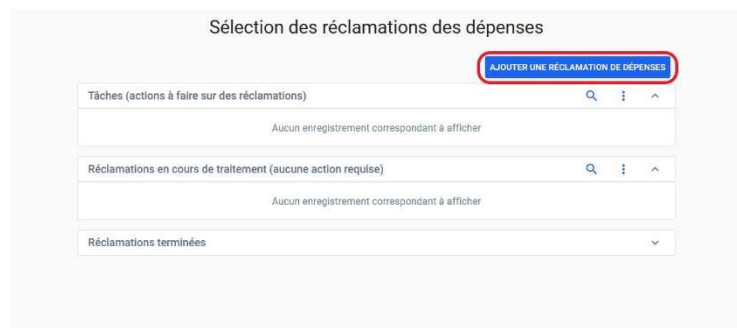 Sélection des réclamations des dépenses
AJOUTER UNE RÉCLAMATION DE DÉPENSES
Tâches (actions à faire sur des réclamations)
Aucun enregistrement correspondant à afficher
Réclamations en cours de traitement (aucune action requise)
Aucun enregistrement correspondant à afficher
Réclamations terminées